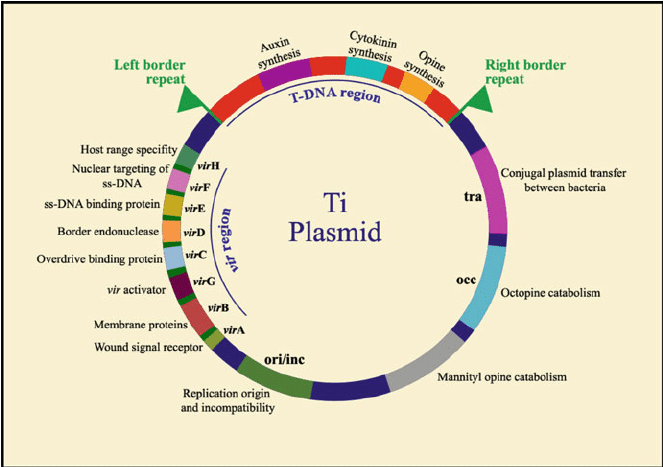 Auxin
synthesis
Cytokinin
synthesis
Opine
synthesis
Left border
repeat
Right border
repeat
T-DNA region
Host range specifity
virH
Nuclear targeting of
ss-DNA
virF
ss-DNA binding protein
virE
Border endonuclease
virD
Overdrive binding protein
virC
vir activator
virG
Membrane proteins
virB
Wound signal receptor
virA
vir region
Ti
Plasmid
tra
Conjugal plasmid transfer
between bacteria
occ
Octopine catabolism
Mannityl opine catabolism
ori/inc
Replication origin
and incompatibility